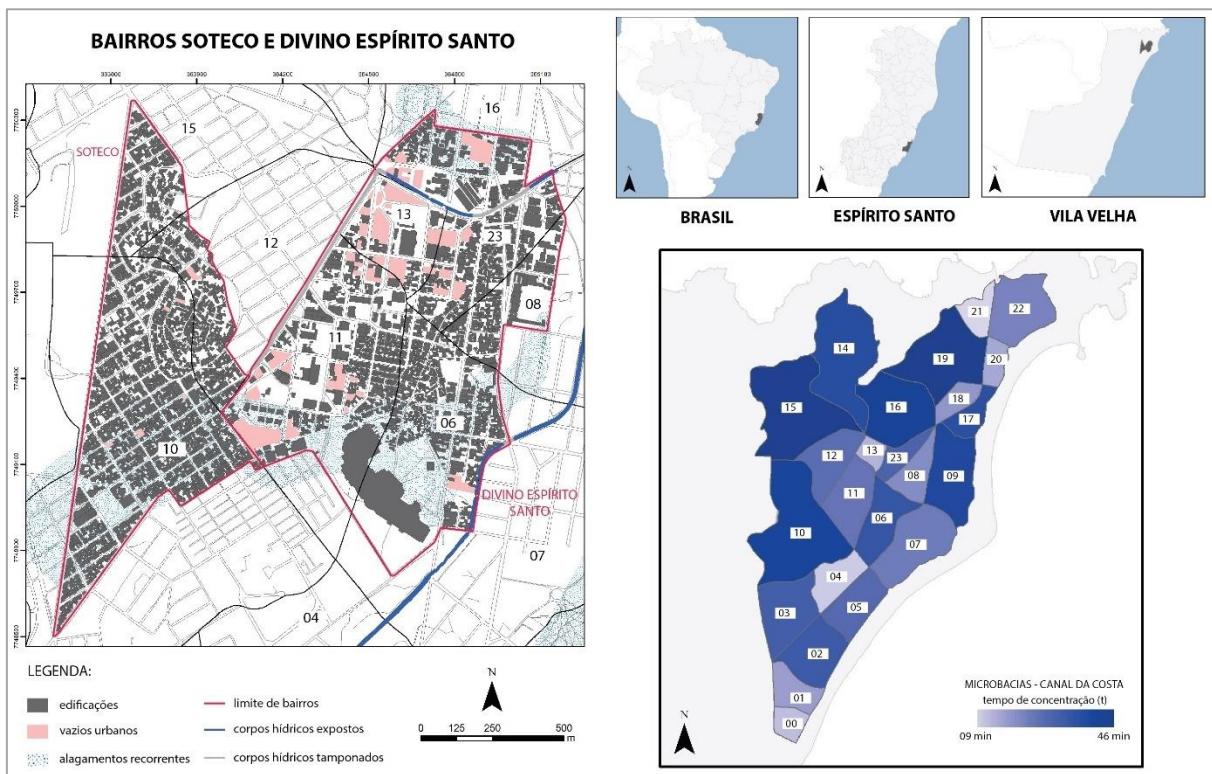 BAIRROS SOTECO E DIVINO ESPÍRITO SANTO
SOTECO
15
16
12
13
23
08
11
06
10
DIVINO ESPÍRITO
SANTO
07
04
LEGENDA:
edificações
vazios urbanos
alagamentos recorrentes
limite de bairros
corpos hídricos expostos
corpos hídricos tamponados
N
0 125 250 500
m
N
BRASIL
N
ESPÍRITO SANTO
N
VILA VELHA
21
22
14
19
20
15
16
18
17
12
13
23
08
09
11
06
10
07
04
03
05
02
01
00
N
MICROBACIAS - CANAL DA COSTA
tempo de concentração (t)
09 min
46 min